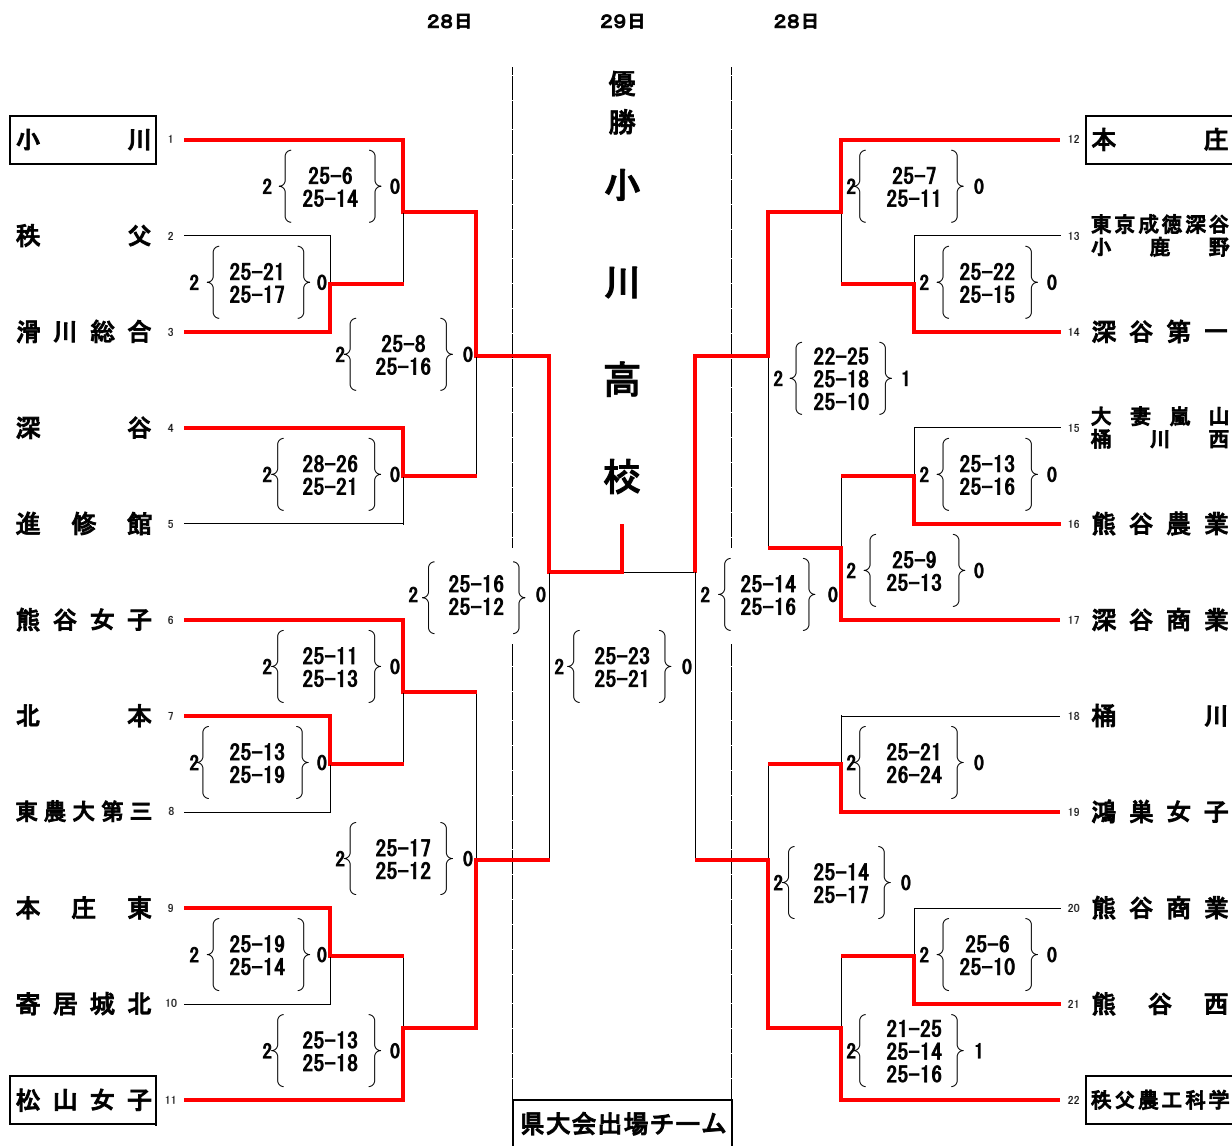 28日 29日 28日
優勝 小川高校
小川 1
2 25-6 0
25-14
秩父 2
2 25-21 0
25-17
滑川総合 3
2 25-8 0
25-16
深谷 4
2 28-26 0
25-21
進修館 5
2 25-16 0
25-12
熊谷女子 6
2 25-11 0
25-13
北本 7
2 25-13 0
25-19
東農大第三 8
2 25-17 0
25-12
本庄東 9
2 25-19 0
25-14
寄居城北 10
2 25-13 0
25-18
松山女子 11
2 25-23 0
25-21
12 本庄
2 25-7 0
25-11
13 東京成徳深谷
小鹿野
2 25-22 0
25-15
14 深谷第一
22-25
2 25-18 1
25-10
15 大妻嵐山
桶川西
2 25-13 0
25-16
16 熊谷農業
2 25-9 0
25-13
2 25-14 0
25-16
17 深谷商業
18 桶川
2 25-21 0
26-24
19 鴻巣女子
2 25-14 0
25-17
20 熊谷商業
2 25-6 0
25-10
21 熊谷西
21-25
2 25-14 1
25-16
22 秩父農工科学
県大会出場チーム